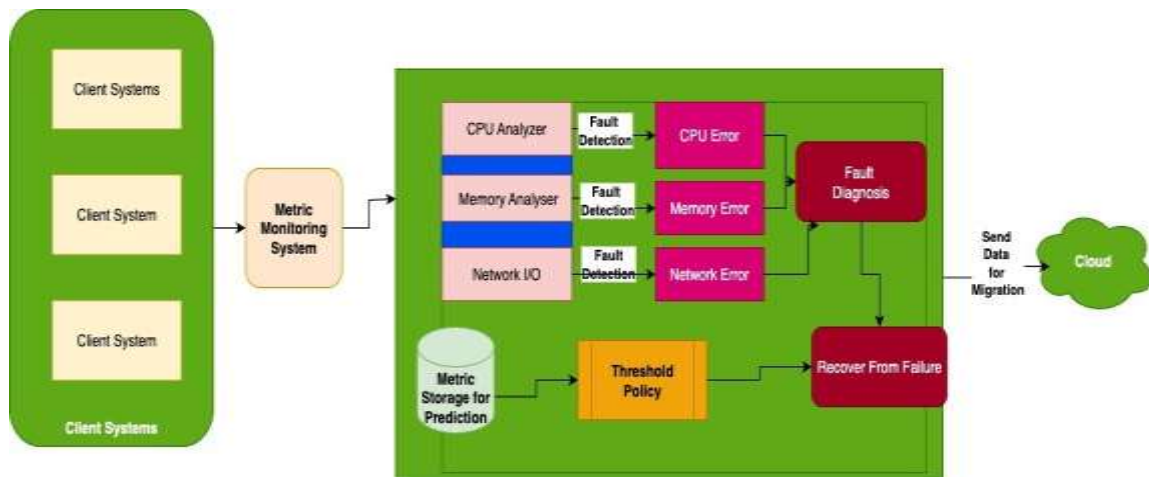 Client Systems
Client System
Client System
Client Systems
Metric
Monitoring
System
CPU Analyzer
Fault
Detection
CPU Error
Memory Analyser
Fault
Detection
Memory Error
Network I/O
Fault
Detection
Network Error
Fault
Diagnosis
Metric
Storage for
Prediction
Threshold
Policy
Recover From Failure
Send
Data
for
Migration
Cloud